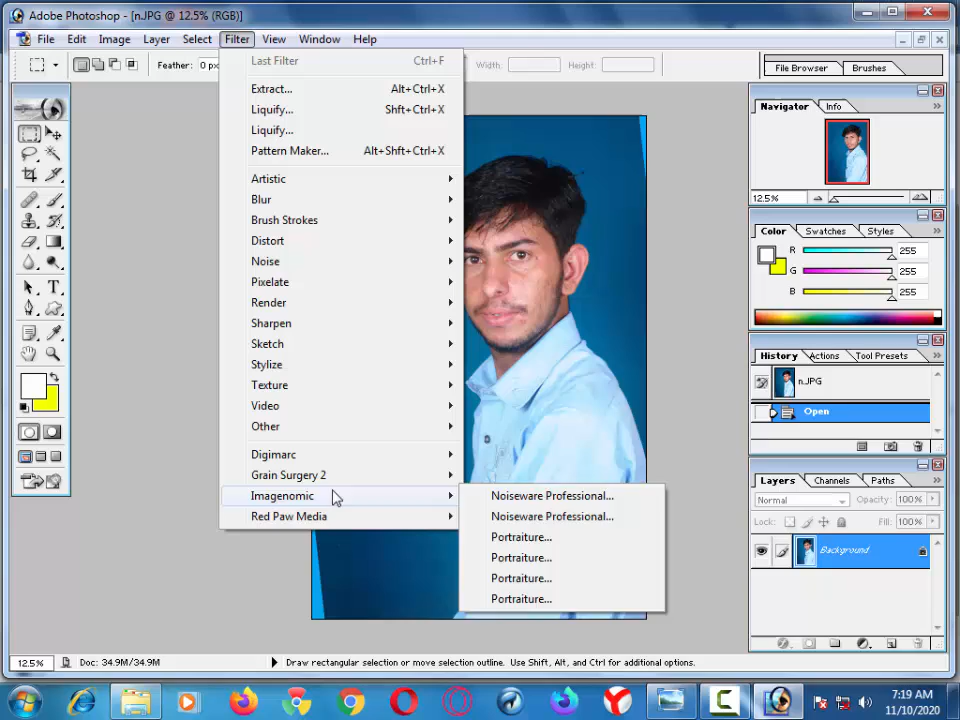 Adobe Photoshop - [n.JPG @ 12.5% (RGB)]
File Edit Image Layer Select Filter View Window Help
Feather: 0 px Width: Height: File Browser Brushes
Last Filter Ctrl+F
Extract... Alt+Ctrl+X
Liquify... Shft+Ctrl+X
Liquify...
Pattern Maker... Alt+Shft+Ctrl+X
Artistic
Blur
Brush Strokes
Distort
Noise
Pixelate
Render
Sharpen
Sketch
Stylize
Texture
Video
Other
Digimarc
Grain Surgery 2
Imagenomic
Red Paw Media
Noiseware Professional...
Noiseware Professional...
Portraiture...
Portraiture...
Portraiture...
Portraiture...
Navigator Info
12.5%
Color Swatches Styles
R 255
G 255
B 255
History Actions Tool Presets
n.JPG
Open
Layers Channels Paths
Normal Opacity: 100%
Lock: Fill: 100%
Background
12.5% Doc: 34.9M/34.9M Draw rectangular selection or move selection outline. Use Shift, Alt, and Ctrl for additional options.
7:19 AM
11/10/2020